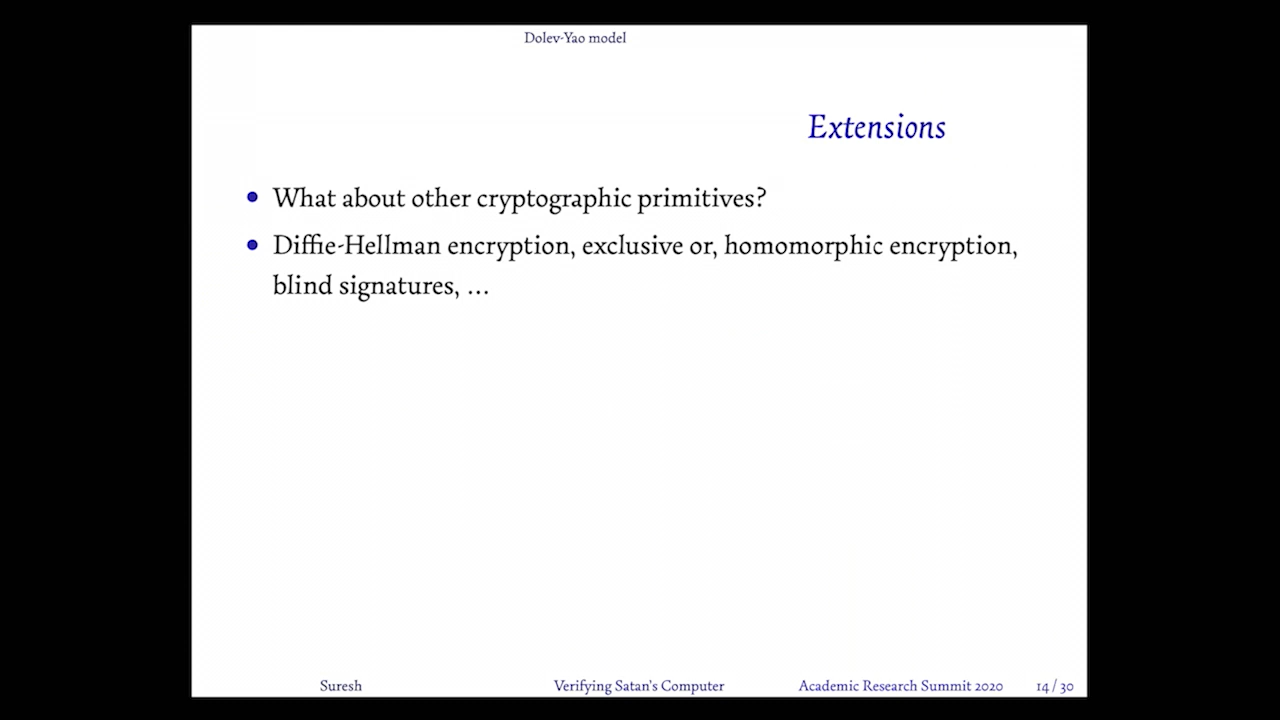 Dolev-Yao model
Extensions
• What about other cryptographic primitives?
• Diffie-Hellman encryption, exclusive or, homomorphic encryption,
blind signatures, …
Suresh Verifying Satan's Computer Academic Research Summit 2020 14 / 30